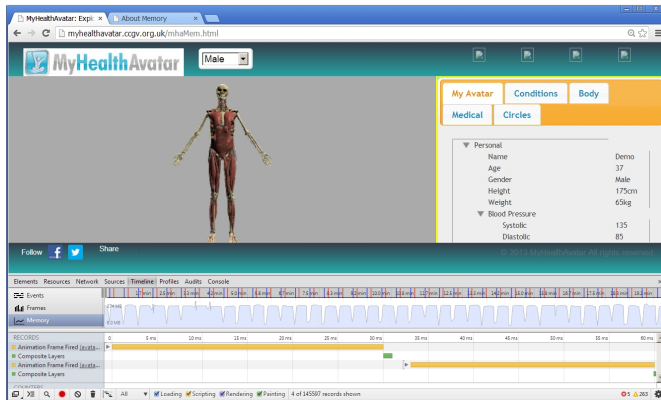 MyHealthAvatar: Expl
About Memory
myhealthavatar.ccgv.org.uk/mhaMem.html
MyHealthAvatar
Male
My Avatar Conditions Body
Medical Circles
Personal
Name Demo
Age 37
Gender Male
Height 175cm
Weight 65kg
Blood Pressure
Systolic 135
Diastolic 85
Follow Share
© 2013 MyHealthAvatar All rights reserved
Elements Resources Network Sources Timeline Profiles Audits Console
Events
Frames
Memory
RECORDS 0 5 ms 10 ms 15 ms 20 ms 25 ms 30 ms 35 ms 40 ms 45 ms 50 ms 55 ms 60 ms
Animation Frame Fired (avata...
Composite Layers
Animation Frame Fired (avata...
Composite Layers
COUNTERS
All Loading Scripting Rendering Painting 4 of 145597 records shown 5 263